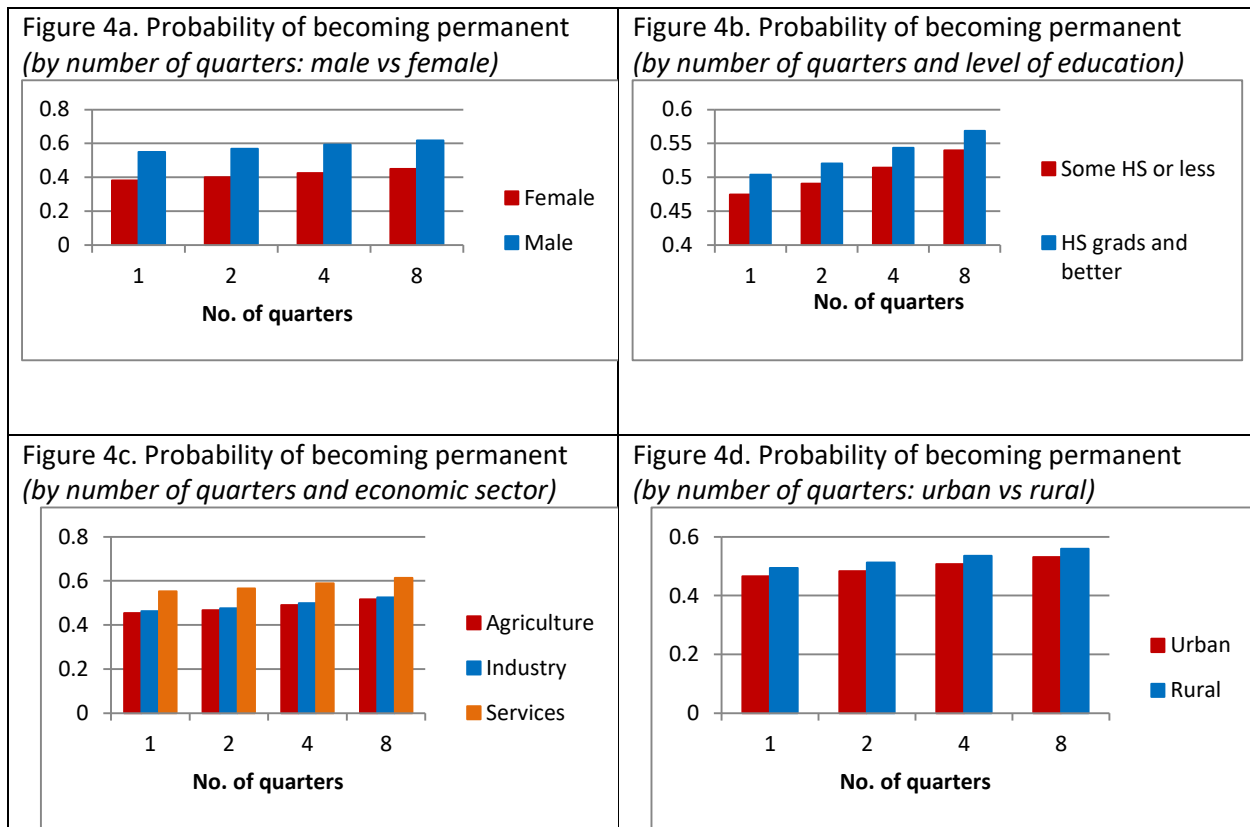 Figure 4a. Probability of becoming permanent
(by number of quarters: male vs female)
0.8
0.6
0.4
0.2
0
1 2 4 8
No. of quarters
Female
Male
Figure 4b. Probability of becoming permanent
(by number of quarters and level of education)
0.6
0.55
0.5
0.45
0.4
1 2 4 8
No. of quarters
Some HS or less
HS grads and
better
Figure 4c. Probability of becoming permanent
(by number of quarters and economic sector)
0.8
0.6
0.4
0.2
0
1 2 4 8
No. of quarters
Agriculture
Industry
Services
Figure 4d. Probability of becoming permanent
(by number of quarters: urban vs rural)
0.6
0.4
0.2
0
1 2 4 8
No. of quarters
Urban
Rural